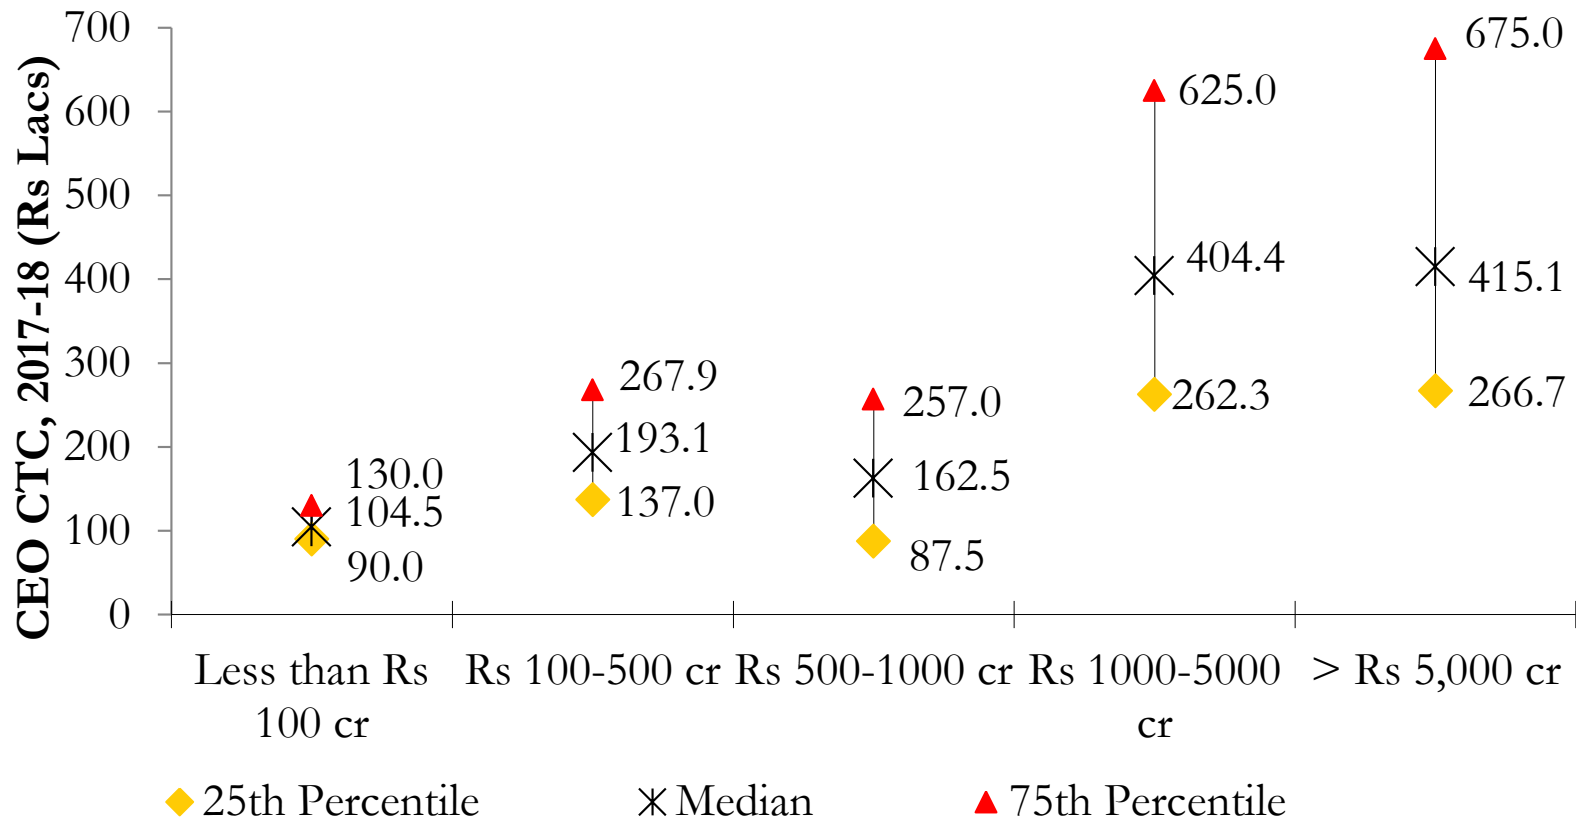 CEO CTC, 2017-18 (Rs Lacs)
700
600
500
400
300
200
100
0
130.0
104.5
90.0
267.9
193.1
137.0
257.0
162.5
87.5
625.0
404.4
262.3
675.0
415.1
266.7
Less than Rs
100 cr
Rs 100-500 cr
Rs 500-1000 cr
Rs 1000-5000
cr
> Rs 5,000 cr
25th Percentile
Median
75th Percentile